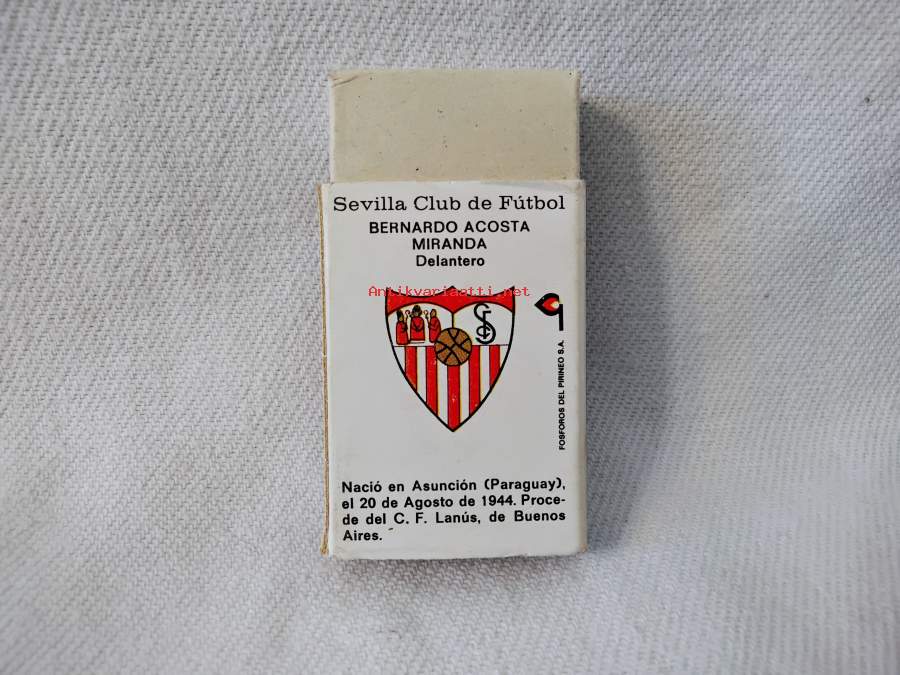 Sevilla Club de Fútbol
BERNARDO ACOSTA
MIRANDA
Delantero
Antikvariaatti.net
FOSFOROS DEL PIRINEO S.A.
Nació en Asunción (Paraguay),
el 20 de Agosto de 1944. Proce-
de del C. F. Lanús, de Buenos
Aires.